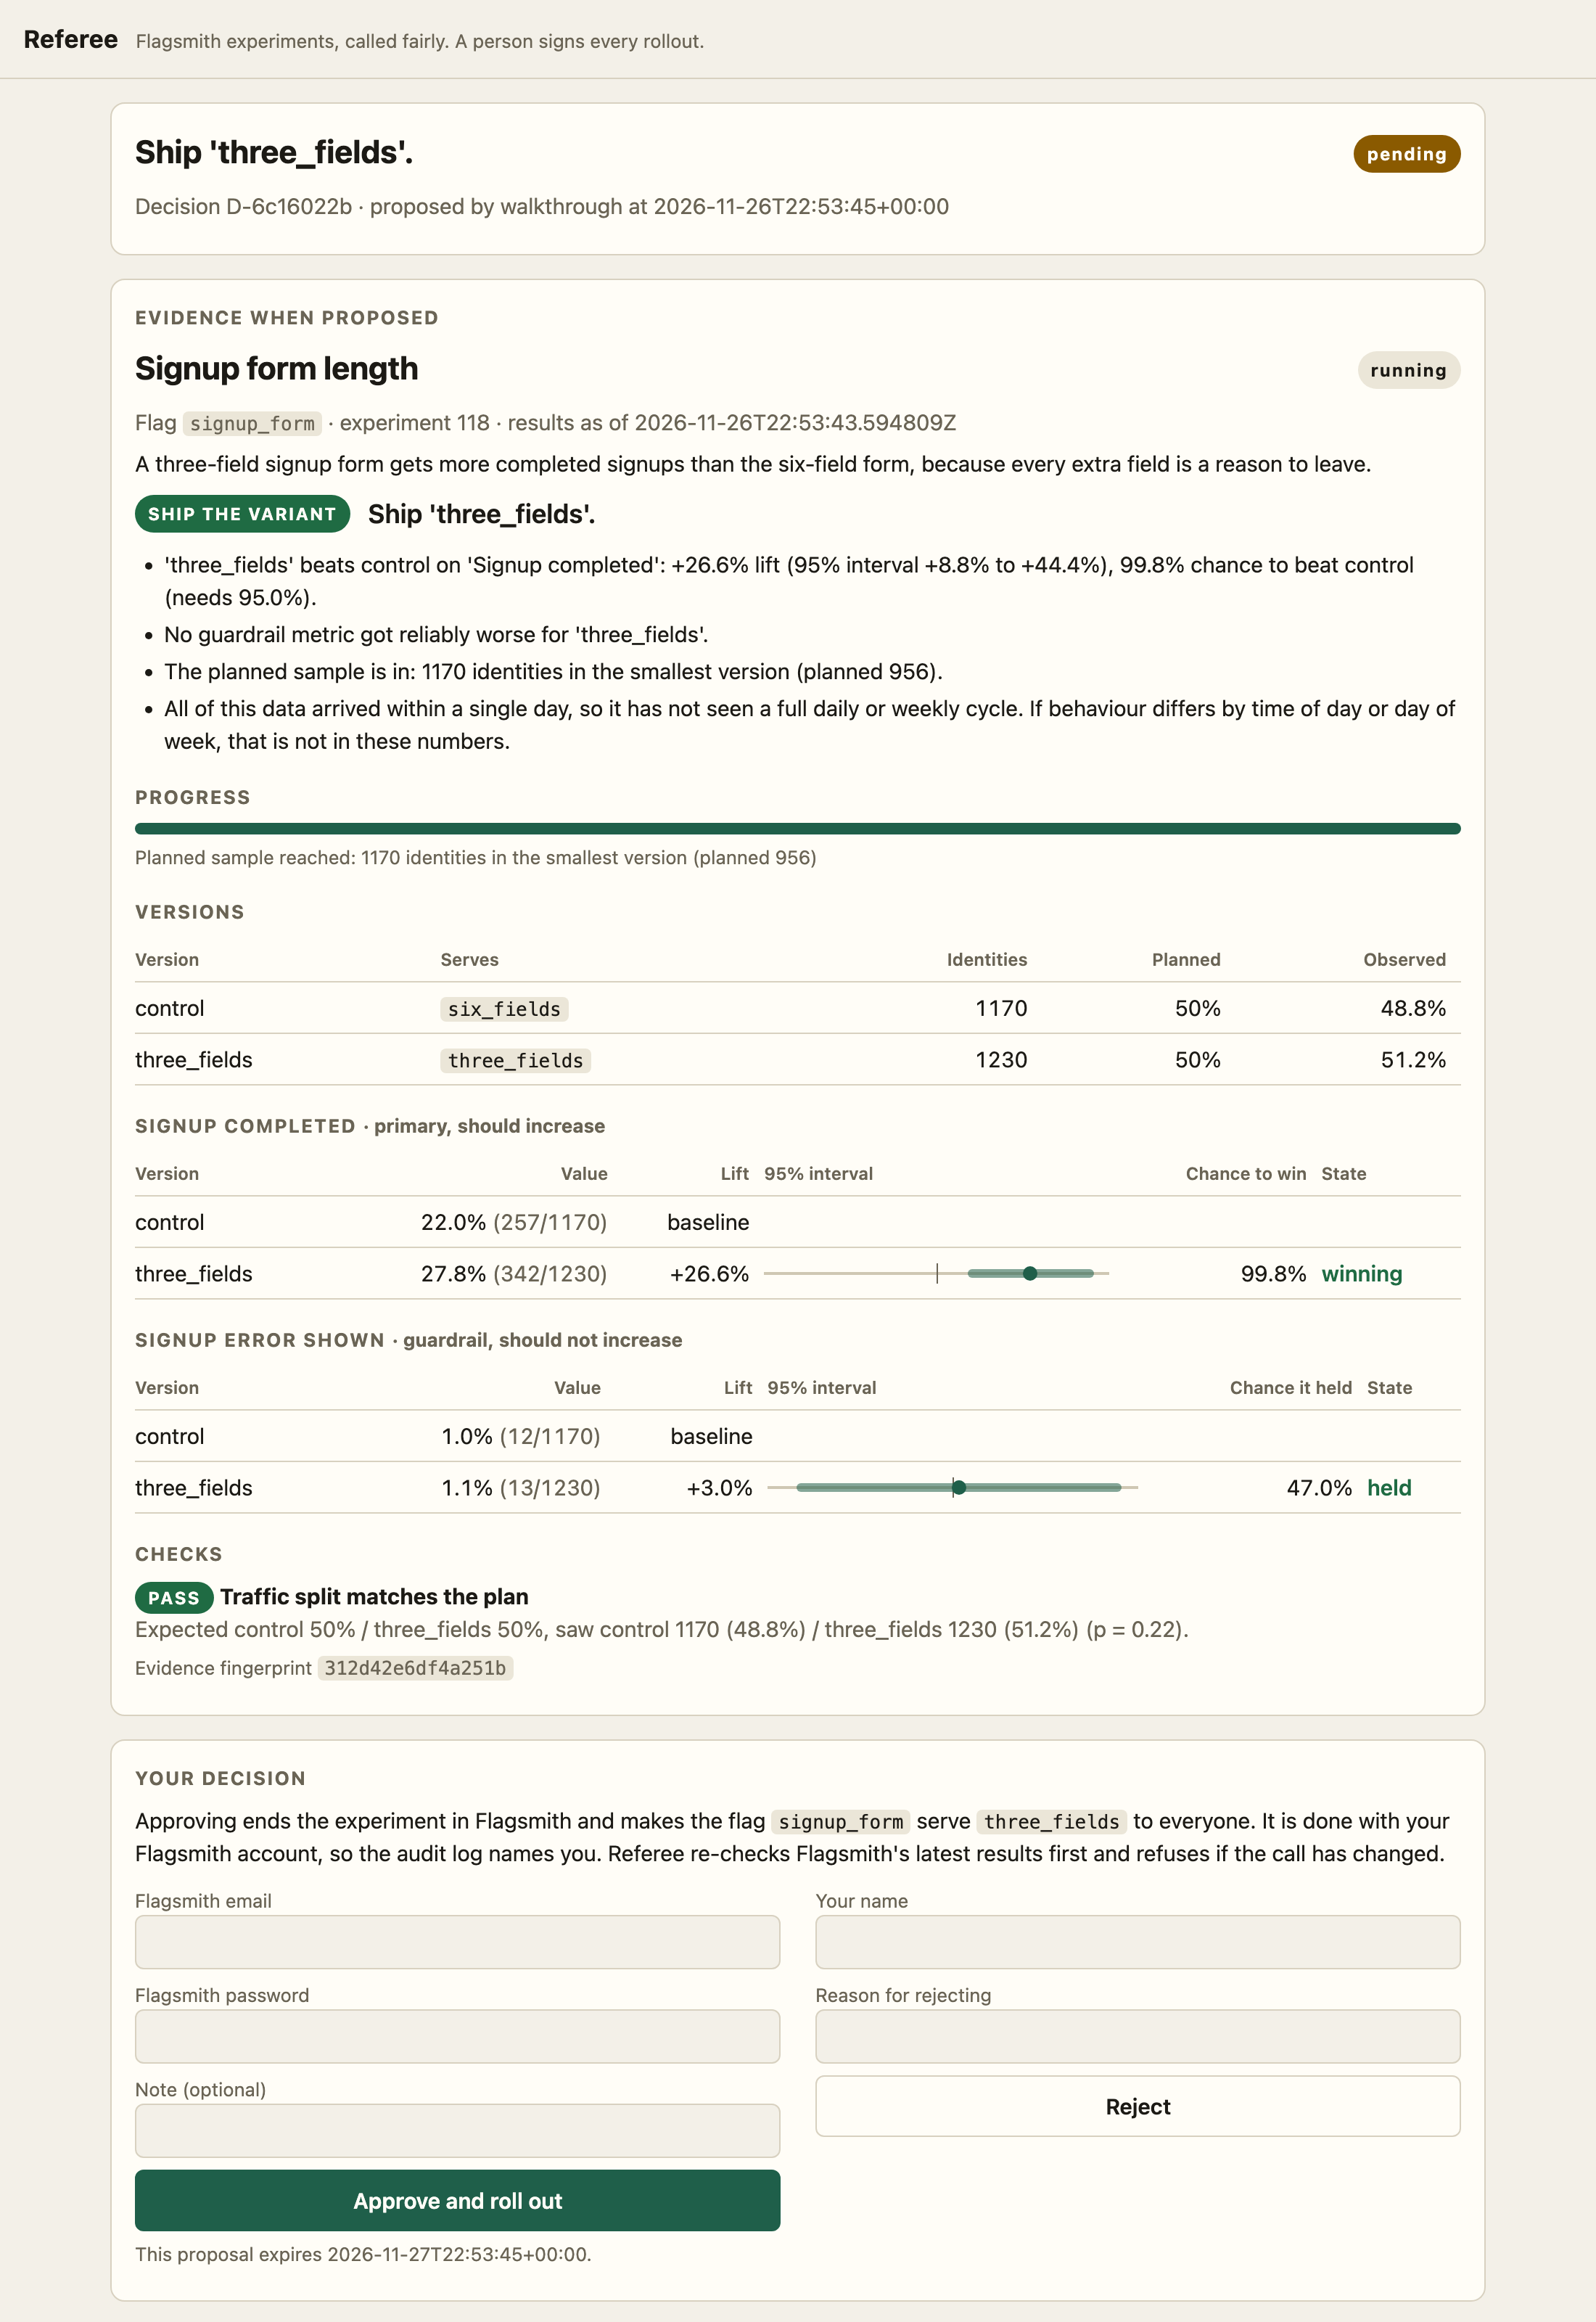 Referee Flagsmith experiments, called fairly. A person signs every rollout.
Ship 'three_fields'. pending
Decision D-6c16022b · proposed by walkthrough at 2026-11-26T22:53:45+00:00
EVIDENCE WHEN PROPOSED
Signup form length running
Flag signup_form · experiment 118 · results as of 2026-11-26T22:53:43.594809Z
A three-field signup form gets more completed signups than the six-field form, because every extra field is a reason to leave.
SHIP THE VARIANT Ship 'three_fields'.
• 'three_fields' beats control on 'Signup completed': +26.6% lift (95% interval +8.8% to +44.4%), 99.8% chance to beat control
(needs 95.0%).
• No guardrail metric got reliably worse for 'three_fields'.
• The planned sample is in: 1170 identities in the smallest version (planned 956).
• All of this data arrived within a single day, so it has not seen a full daily or weekly cycle. If behaviour differs by time of day or day of
week, that is not in these numbers.
PROGRESS
Planned sample reached: 1170 identities in the smallest version (planned 956)
VERSIONS
Version Serves Identities Planned Observed
control six_fields 1170 50% 48.8%
three_fields three_fields 1230 50% 51.2%
SIGNUP COMPLETED · primary, should increase
Version Value Lift 95% interval Chance to win State
control 22.0% (257/1170) baseline
three_fields 27.8% (342/1230) +26.6% 99.8% winning
SIGNUP ERROR SHOWN · guardrail, should not increase
Version Value Lift 95% interval Chance it held State
control 1.0% (12/1170) baseline
three_fields 1.1% (13/1230) +3.0% 47.0% held
CHECKS
PASS Traffic split matches the plan
Expected control 50% / three_fields 50%, saw control 1170 (48.8%) / three_fields 1230 (51.2%) (p = 0.22).
Evidence fingerprint 312d42e6df4a251b
YOUR DECISION
Approving ends the experiment in Flagsmith and makes the flag signup_form serve three_fields to everyone. It is done with your
Flagsmith account, so the audit log names you. Referee re-checks Flagsmith's latest results first and refuses if the call has changed.
Flagsmith email
Flagsmith password
Note (optional)
Approve and roll out
This proposal expires 2026-11-27T22:53:45+00:00.
Your name
Reason for rejecting
Reject